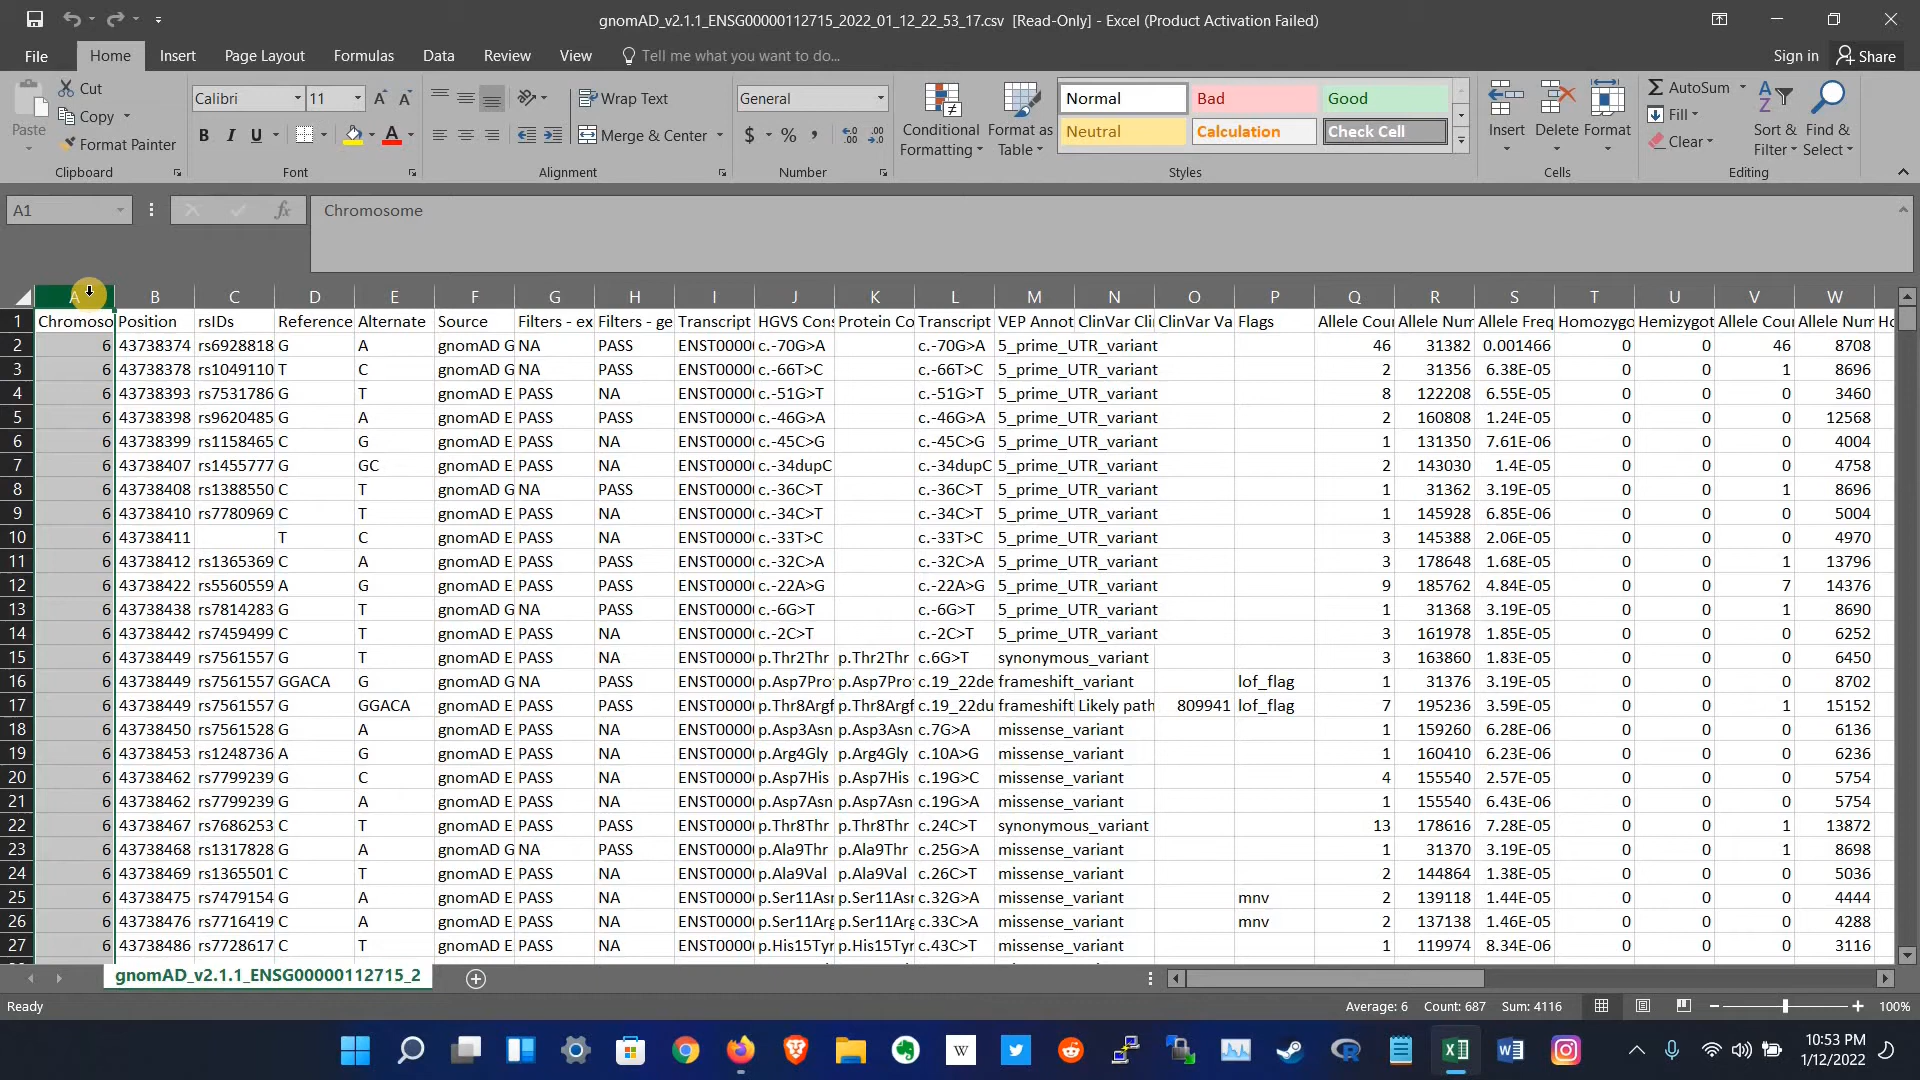 gnomAD_v2.1.1_ENSG00000112715_2022_01_12_22_53_17.csv [Read-Only] - Excel (Product Activation Failed)
File Home Insert Page Layout Formulas Data Review View Tell me what you want to do... Sign in Share
Cut Calibri 11 Wrap Text General Normal Bad Good AutoSum
Copy Fill
Paste Format Painter Merge & Center $ % , Conditional Formatting Format as Table Neutral Calculation Check Cell Insert Delete Format Clear Sort & Filter Find & Select
Clipboard Font Alignment Number Styles Cells Editing
A1 fx Chromosome
A B C D E F G H I J K L M N O P Q R S T U V W
1 Chromoso Position rsIDs Reference Alternate Source Filters - ex Filters - ge Transcript HGVS Cons Protein Co Transcript VEP Annot ClinVar Cli ClinVar Va Flags Allele Cou Allele Num Allele Freq Homozygo Hemizygot Allele Cou Allele Num Ho
2 6 43738374 rs6928818 G A gnomAD G NA PASS ENST0000 c.-70G>A c.-70G>A 5_prime_UTR_variant 46 31382 0.001466 0 0 46 8708
3 6 43738378 rs1049110 T C gnomAD G NA PASS ENST0000 c.-66T>C c.-66T>C 5_prime_UTR_variant 2 31356 6.38E-05 0 0 1 8696
4 6 43738393 rs7531786 G T gnomAD E PASS NA ENST0000 c.-51G>T c.-51G>T 5_prime_UTR_variant 8 122208 6.55E-05 0 0 0 3460
5 6 43738398 rs9620485 G A gnomAD E PASS PASS ENST0000 c.-46G>A c.-46G>A 5_prime_UTR_variant 2 160808 1.24E-05 0 0 0 12568
6 6 43738399 rs1158465 C G gnomAD E PASS NA ENST0000 c.-45C>G c.-45C>G 5_prime_UTR_variant 1 131350 7.61E-06 0 0 0 4004
7 6 43738407 rs1455777 G GC gnomAD E PASS NA ENST0000 c.-34dupC c.-34dupC 5_prime_UTR_variant 2 143030 1.4E-05 0 0 0 4758
8 6 43738408 rs1388550 C T gnomAD G NA PASS ENST0000 c.-36C>T c.-36C>T 5_prime_UTR_variant 1 31362 3.19E-05 0 0 1 8696
9 6 43738410 rs7780969 C T gnomAD E PASS NA ENST0000 c.-34C>T c.-34C>T 5_prime_UTR_variant 1 145928 6.85E-06 0 0 0 5004
10 6 43738411 T C gnomAD E PASS NA ENST0000 c.-33T>C c.-33T>C 5_prime_UTR_variant 3 145388 2.06E-05 0 0 0 4970
11 6 43738412 rs1365369 C A gnomAD E PASS PASS ENST0000 c.-32C>A c.-32C>A 5_prime_UTR_variant 3 178648 1.68E-05 0 0 1 13796
12 6 43738422 rs5560559 A G gnomAD E PASS PASS ENST0000 c.-22A>G c.-22A>G 5_prime_UTR_variant 9 185762 4.84E-05 0 0 7 14376
13 6 43738438 rs7814283 G T gnomAD G NA PASS ENST0000 c.-6G>T c.-6G>T 5_prime_UTR_variant 1 31368 3.19E-05 0 0 1 8690
14 6 43738442 rs7459499 C T gnomAD E PASS NA ENST0000 c.-2C>T c.-2C>T 5_prime_UTR_variant 3 161978 1.85E-05 0 0 0 6252
15 6 43738449 rs7561557 G T gnomAD E PASS NA ENST0000 p.Thr2Thr p.Thr2Thr c.6G>T synonymous_variant 3 163860 1.83E-05 0 0 0 6450
16 6 43738449 rs7561557 GGACA G gnomAD G NA PASS ENST0000 p.Asp7Pro p.Asp7Pro c.19_22de frameshift_variant lof_flag 1 31376 3.19E-05 0 0 0 8702
17 6 43738449 rs7561557 G GGACA gnomAD E PASS PASS ENST0000 p.Thr8Argf p.Thr8Argf c.19_22du frameshift Likely path 809941 lof_flag 7 195236 3.59E-05 0 0 1 15152
18 6 43738450 rs7561528 G A gnomAD E PASS NA ENST0000 p.Asp3Asn p.Asp3Asn c.7G>A missense_variant 1 159260 6.28E-06 0 0 0 6136
19 6 43738453 rs1248736 A G gnomAD E PASS NA ENST0000 p.Arg4Gly p.Arg4Gly c.10A>G missense_variant 1 160410 6.23E-06 0 0 0 6236
20 6 43738462 rs7799239 G C gnomAD E PASS NA ENST0000 p.Asp7His p.Asp7His c.19G>C missense_variant 4 155540 2.57E-05 0 0 0 5754
21 6 43738462 rs7799239 G A gnomAD E PASS NA ENST0000 p.Asp7Asn p.Asp7Asn c.19G>A missense_variant 1 155540 6.43E-06 0 0 0 5754
22 6 43738467 rs7686253 C T gnomAD E PASS PASS ENST0000 p.Thr8Thr p.Thr8Thr c.24C>T synonymous_variant 13 178616 7.28E-05 0 0 1 13872
23 6 43738468 rs1317828 G A gnomAD G NA PASS ENST0000 p.Ala9Thr p.Ala9Thr c.25G>A missense_variant 1 31370 3.19E-05 0 0 1 8698
24 6 43738469 rs1365501 C T gnomAD E PASS NA ENST0000 p.Ala9Val p.Ala9Val c.26C>T missense_variant 2 144864 1.38E-05 0 0 0 5036
25 6 43738475 rs7479154 G A gnomAD E PASS NA ENST0000 p.Ser11Asn p.Ser11Asn c.32G>A missense_variant mnv 2 139118 1.44E-05 0 0 0 4444
26 6 43738476 rs7716419 C A gnomAD E PASS NA ENST0000 p.Ser11Arg p.Ser11Arg c.33C>A missense_variant mnv 2 137138 1.46E-05 0 0 0 4288
27 6 43738486 rs7728617 C T gnomAD E PASS NA ENST0000 p.His15Tyr p.His15Tyr c.43C>T missense_variant 1 119974 8.34E-06 0 0 0 3116
gnomAD_v2.1.1_ENSG00000112715_2
Ready Average: 6 Count: 687 Sum: 4116 100%
10:53 PM
1/12/2022